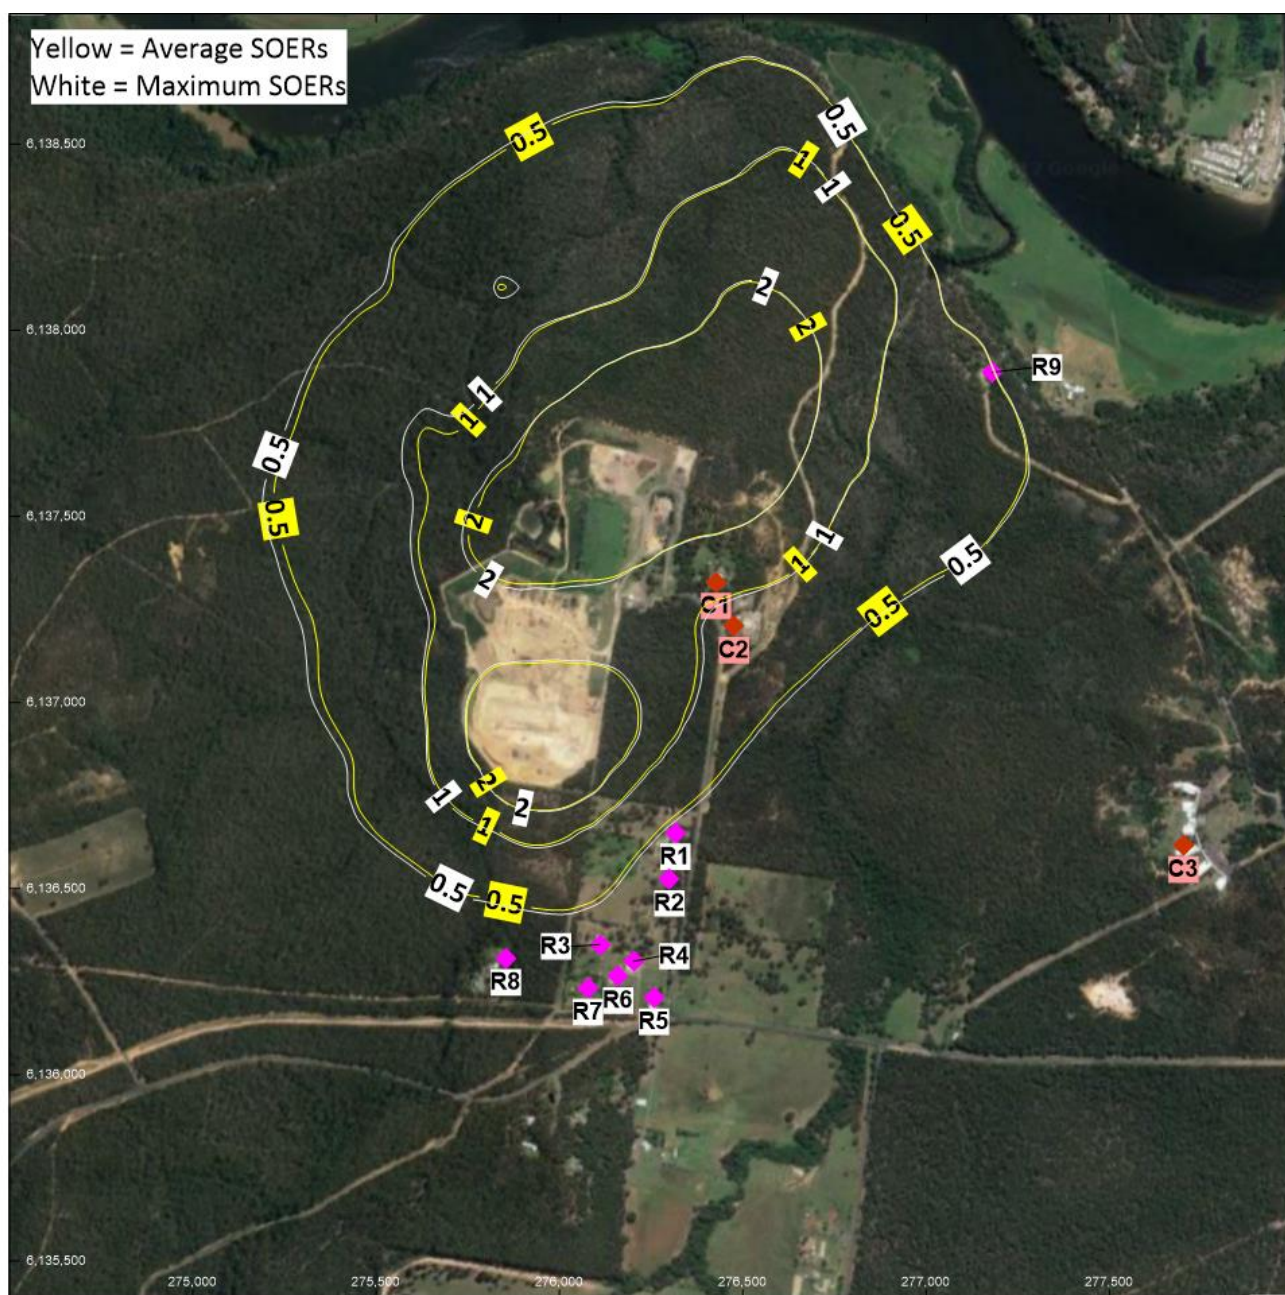 Yellow = Average SOERs
White = Maximum SOERs
0.5
0.5
6,138,500
1
1
0.5
2
2
6,138,000
R9
1
1
0.5
0.5
2
6,137,500
1
0.5
1
2
C1
0.5
C2
6,137,000
2
1
2
1
R1
C3
0.5
6,136,500
0.5
R2
R3
R4
R8
R6
R7
R5
6,136,000
6,135,500
275,000
275,500
276,000
276,500
277,000
277,500